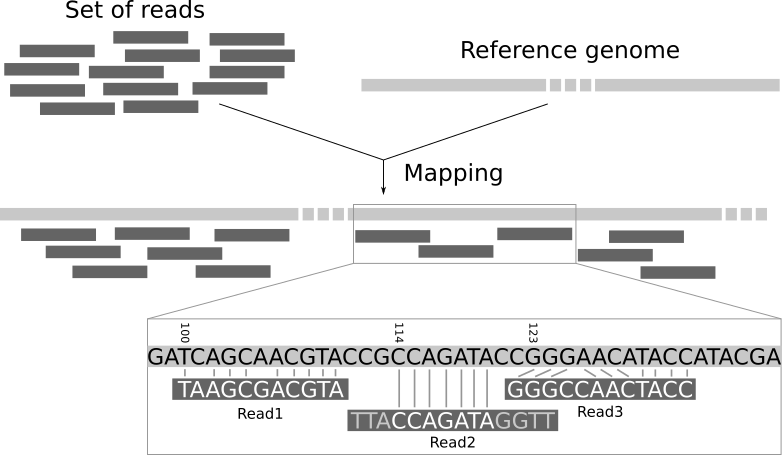 Set of reads
Reference genome
Mapping
100
114
123
GATCAGCAACGTACCGCCAGATACCGGGAACATACCATACGA
TAAGCGACGTA
GGGCCAACTACC
Read1
Read3
TTACCAGATAGGTT
Read2